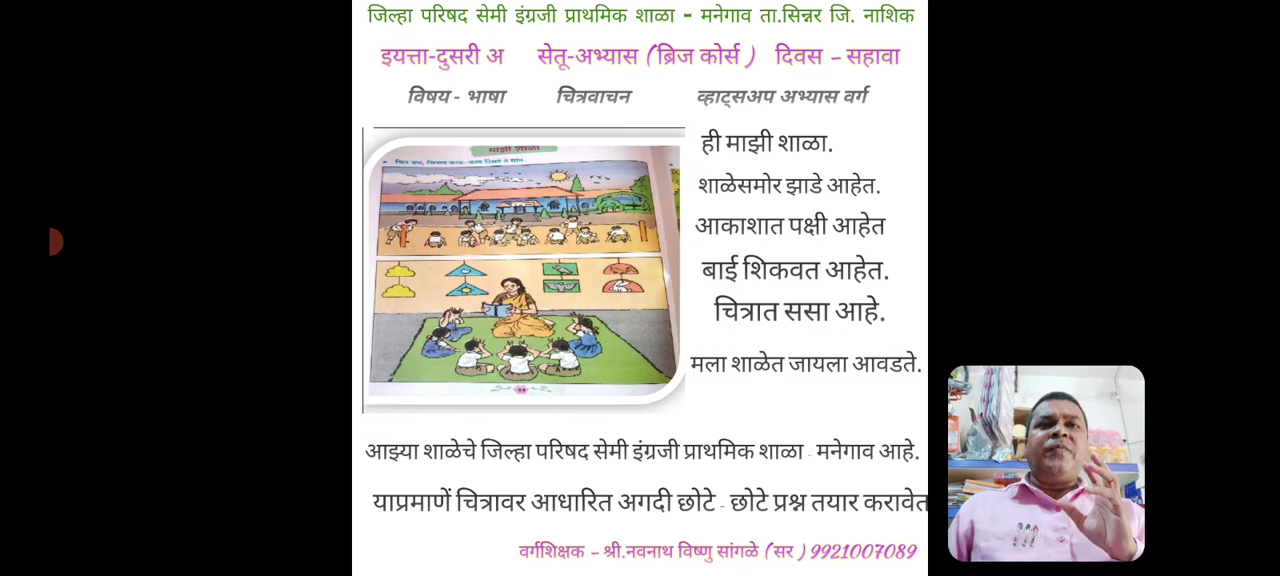 जिल्हा परिषद सेमी इंग्रजी प्राथमिक शाळा - मनेगाव ता.सिन्नर जि. नाशिक
इयत्ता-दुसरी अ सेतू-अभ्यास (ब्रिज कोर्स ) दिवस – सहावा
विषय - भाषा चित्रवाचन व्हाट्सअप अभ्यास वर्ग
माझी शाळा
ही माझी शाळा.
शाळेसमोर झाडे आहेत.
आकाशात पक्षी आहेत
बाई शिकवत आहेत.
चित्रात ससा आहे.
मला शाळेत जायला आवडते.
आझ्या शाळेचे जिल्हा परिषद सेमी इंग्रजी प्राथमिक शाळा - मनेगाव आहे.
याप्रमाणें चित्रावर आधारित अगदी छोटे - छोटे प्रश्न तयार करावेत
वर्गशिक्षक – श्री.नवनाथ विष्णु सांगळे (सर ) 9921007089